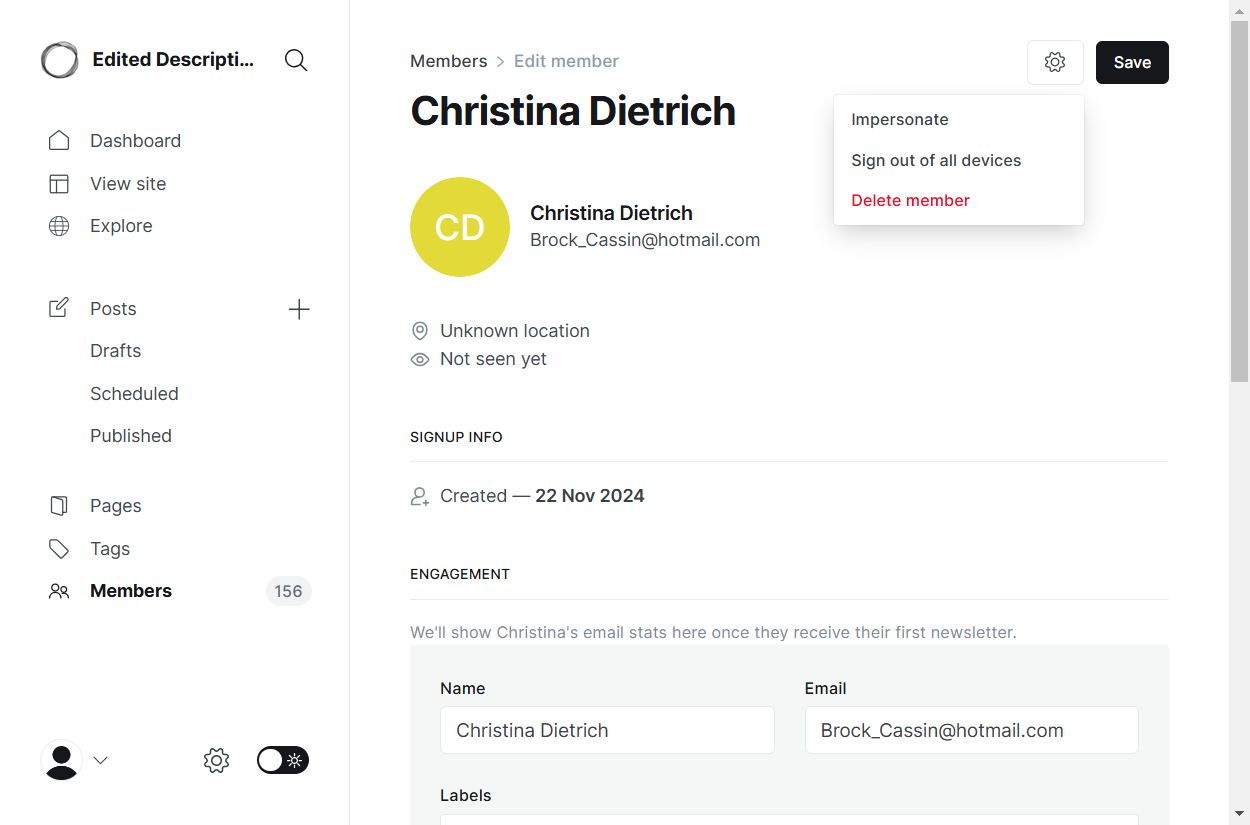 Edited Descripti...
Dashboard
View site
Explore
Posts
Drafts
Scheduled
Published
Pages
Tags
Members 156
Members > Edit member
Save
Christina Dietrich
Impersonate
Sign out of all devices
Delete member
CD
Christina Dietrich
Brock_Cassin@hotmail.com
Unknown location
Not seen yet
SIGNUP INFO
Created — 22 Nov 2024
ENGAGEMENT
We'll show Christina's email stats here once they receive their first newsletter.
Name
Christina Dietrich
Email
Brock_Cassin@hotmail.com
Labels